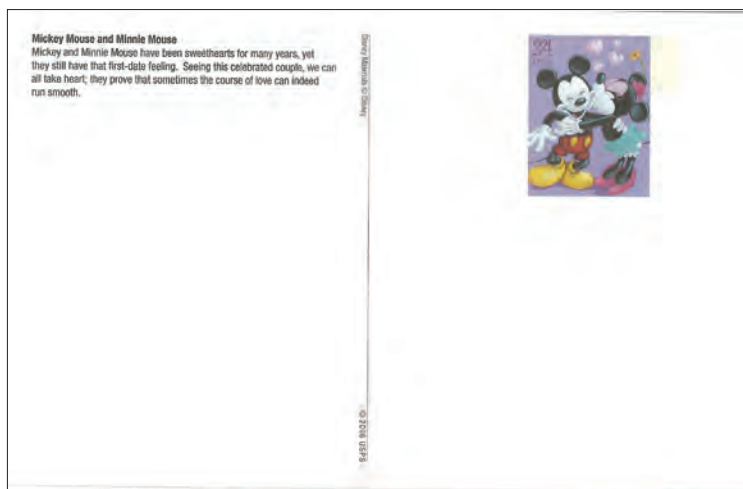 Mickey Mouse and Minnie Mouse
Mickey and Minnie Mouse have been sweethearts for many years, yet
they still have that first-date feeling. Seeing this celebrated couple, we can
all take heart; they prove that sometimes the course of love can indeed
run smooth.
Disney Materials © Disney
© 2006 USPS